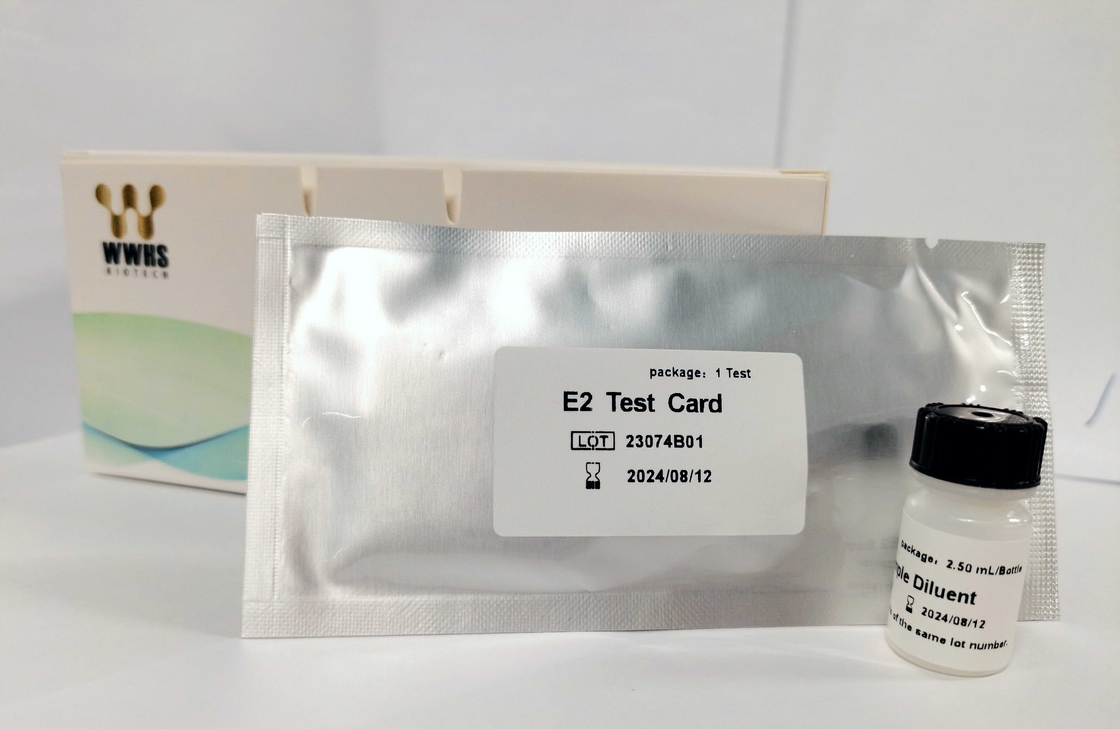 WWHS
BIOTECH
package: 1 Test
E2 Test Card
LOT 23074B01
2024/08/12
package: 2.50 mL/Bottle
Diluent
2024/08/12
of the same lot number.